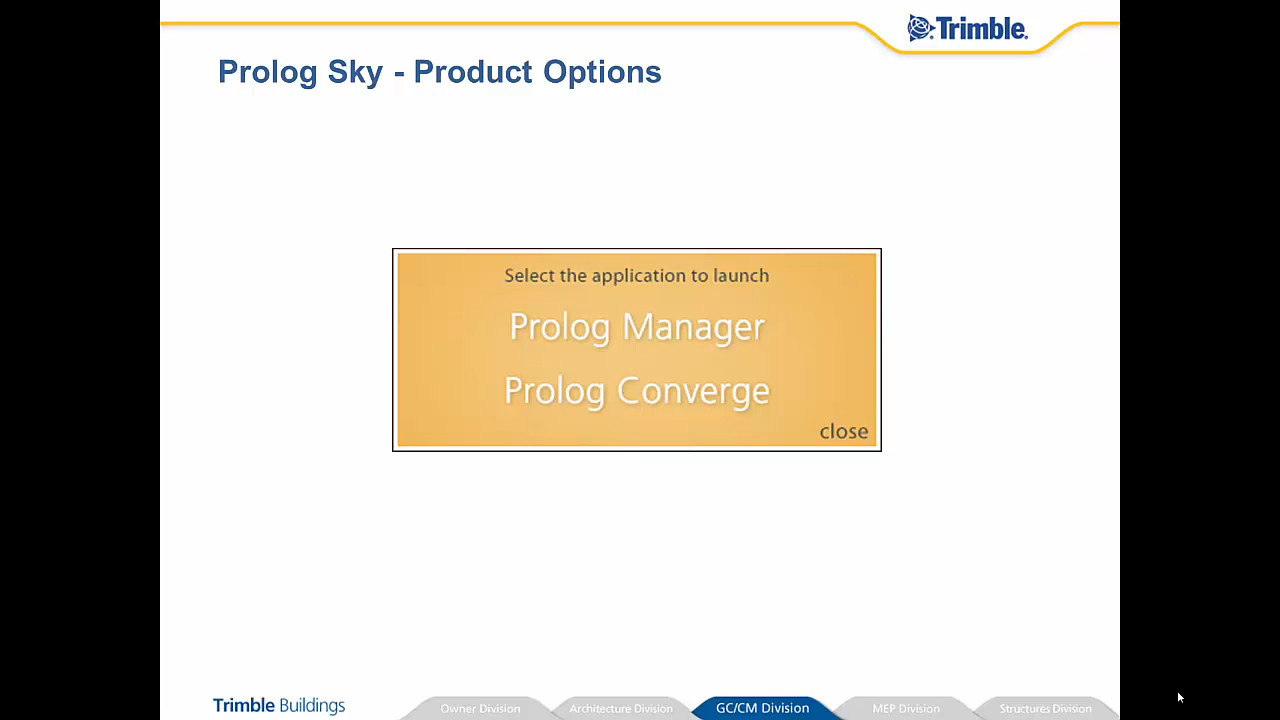 Trimble.
Prolog Sky - Product Options
Select the application to launch
Prolog Manager
Prolog Converge
close
Trimble Buildings
Owner Division
Architecture Division
GC/CM Division
MEP Division
Structures Division